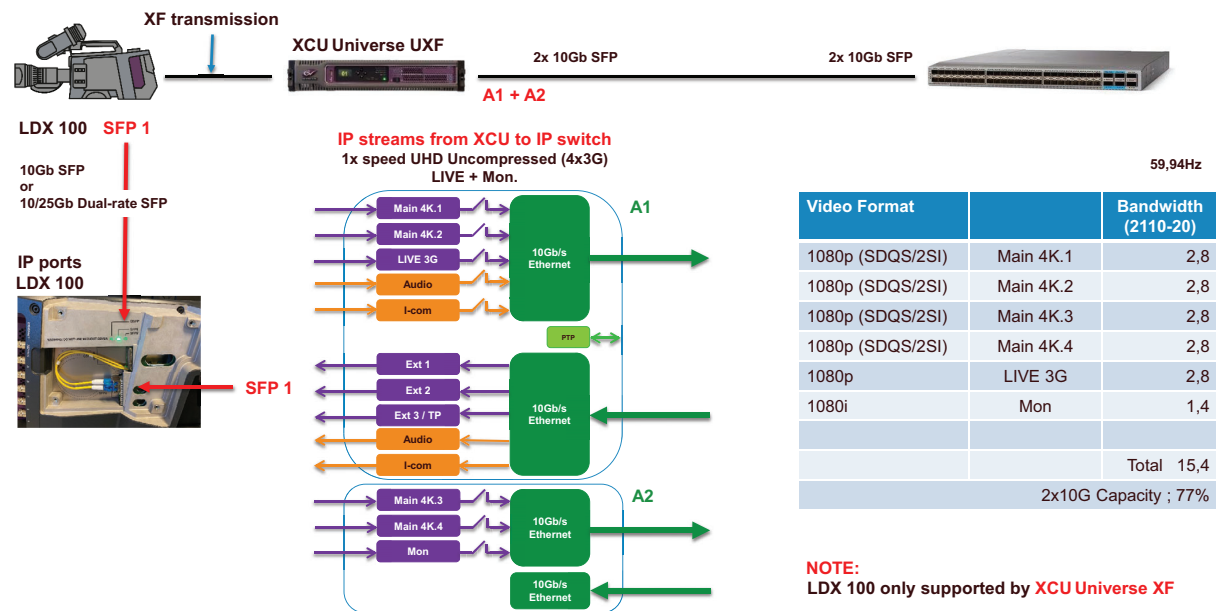 XF transmission
XCU Universe UXF
2x 10Gb SFP
2x 10Gb SFP
A1 + A2
LDX 100 SFP 1
10Gb SFP
or
10/25Gb Dual-rate SFP
IP ports
LDX 100
SFP 1
IP streams from XCU to IP switch
1x speed UHD Uncompressed (4x3G)
LIVE + Mon.
A1
Main 4K.1
Main 4K.2
LIVE 3G
Audio
I-com
10Gb/s
Ethernet
PTP
Ext 1
Ext 2
Ext 3 / TP
Audio
I-com
10Gb/s
Ethernet
A2
Main 4K.3
Main 4K.4
Mon
10Gb/s
Ethernet
10Gb/s
Ethernet
59,94Hz
Video Format Bandwidth
(2110-20)
1080p (SDQS/2SI) Main 4K.1 2,8
1080p (SDQS/2SI) Main 4K.2 2,8
1080p (SDQS/2SI) Main 4K.3 2,8
1080p (SDQS/2SI) Main 4K.4 2,8
1080p LIVE 3G 2,8
1080i Mon 1,4
Total 15,4
2x10G Capacity ; 77%
NOTE:
LDX 100 only supported by XCU Universe XF